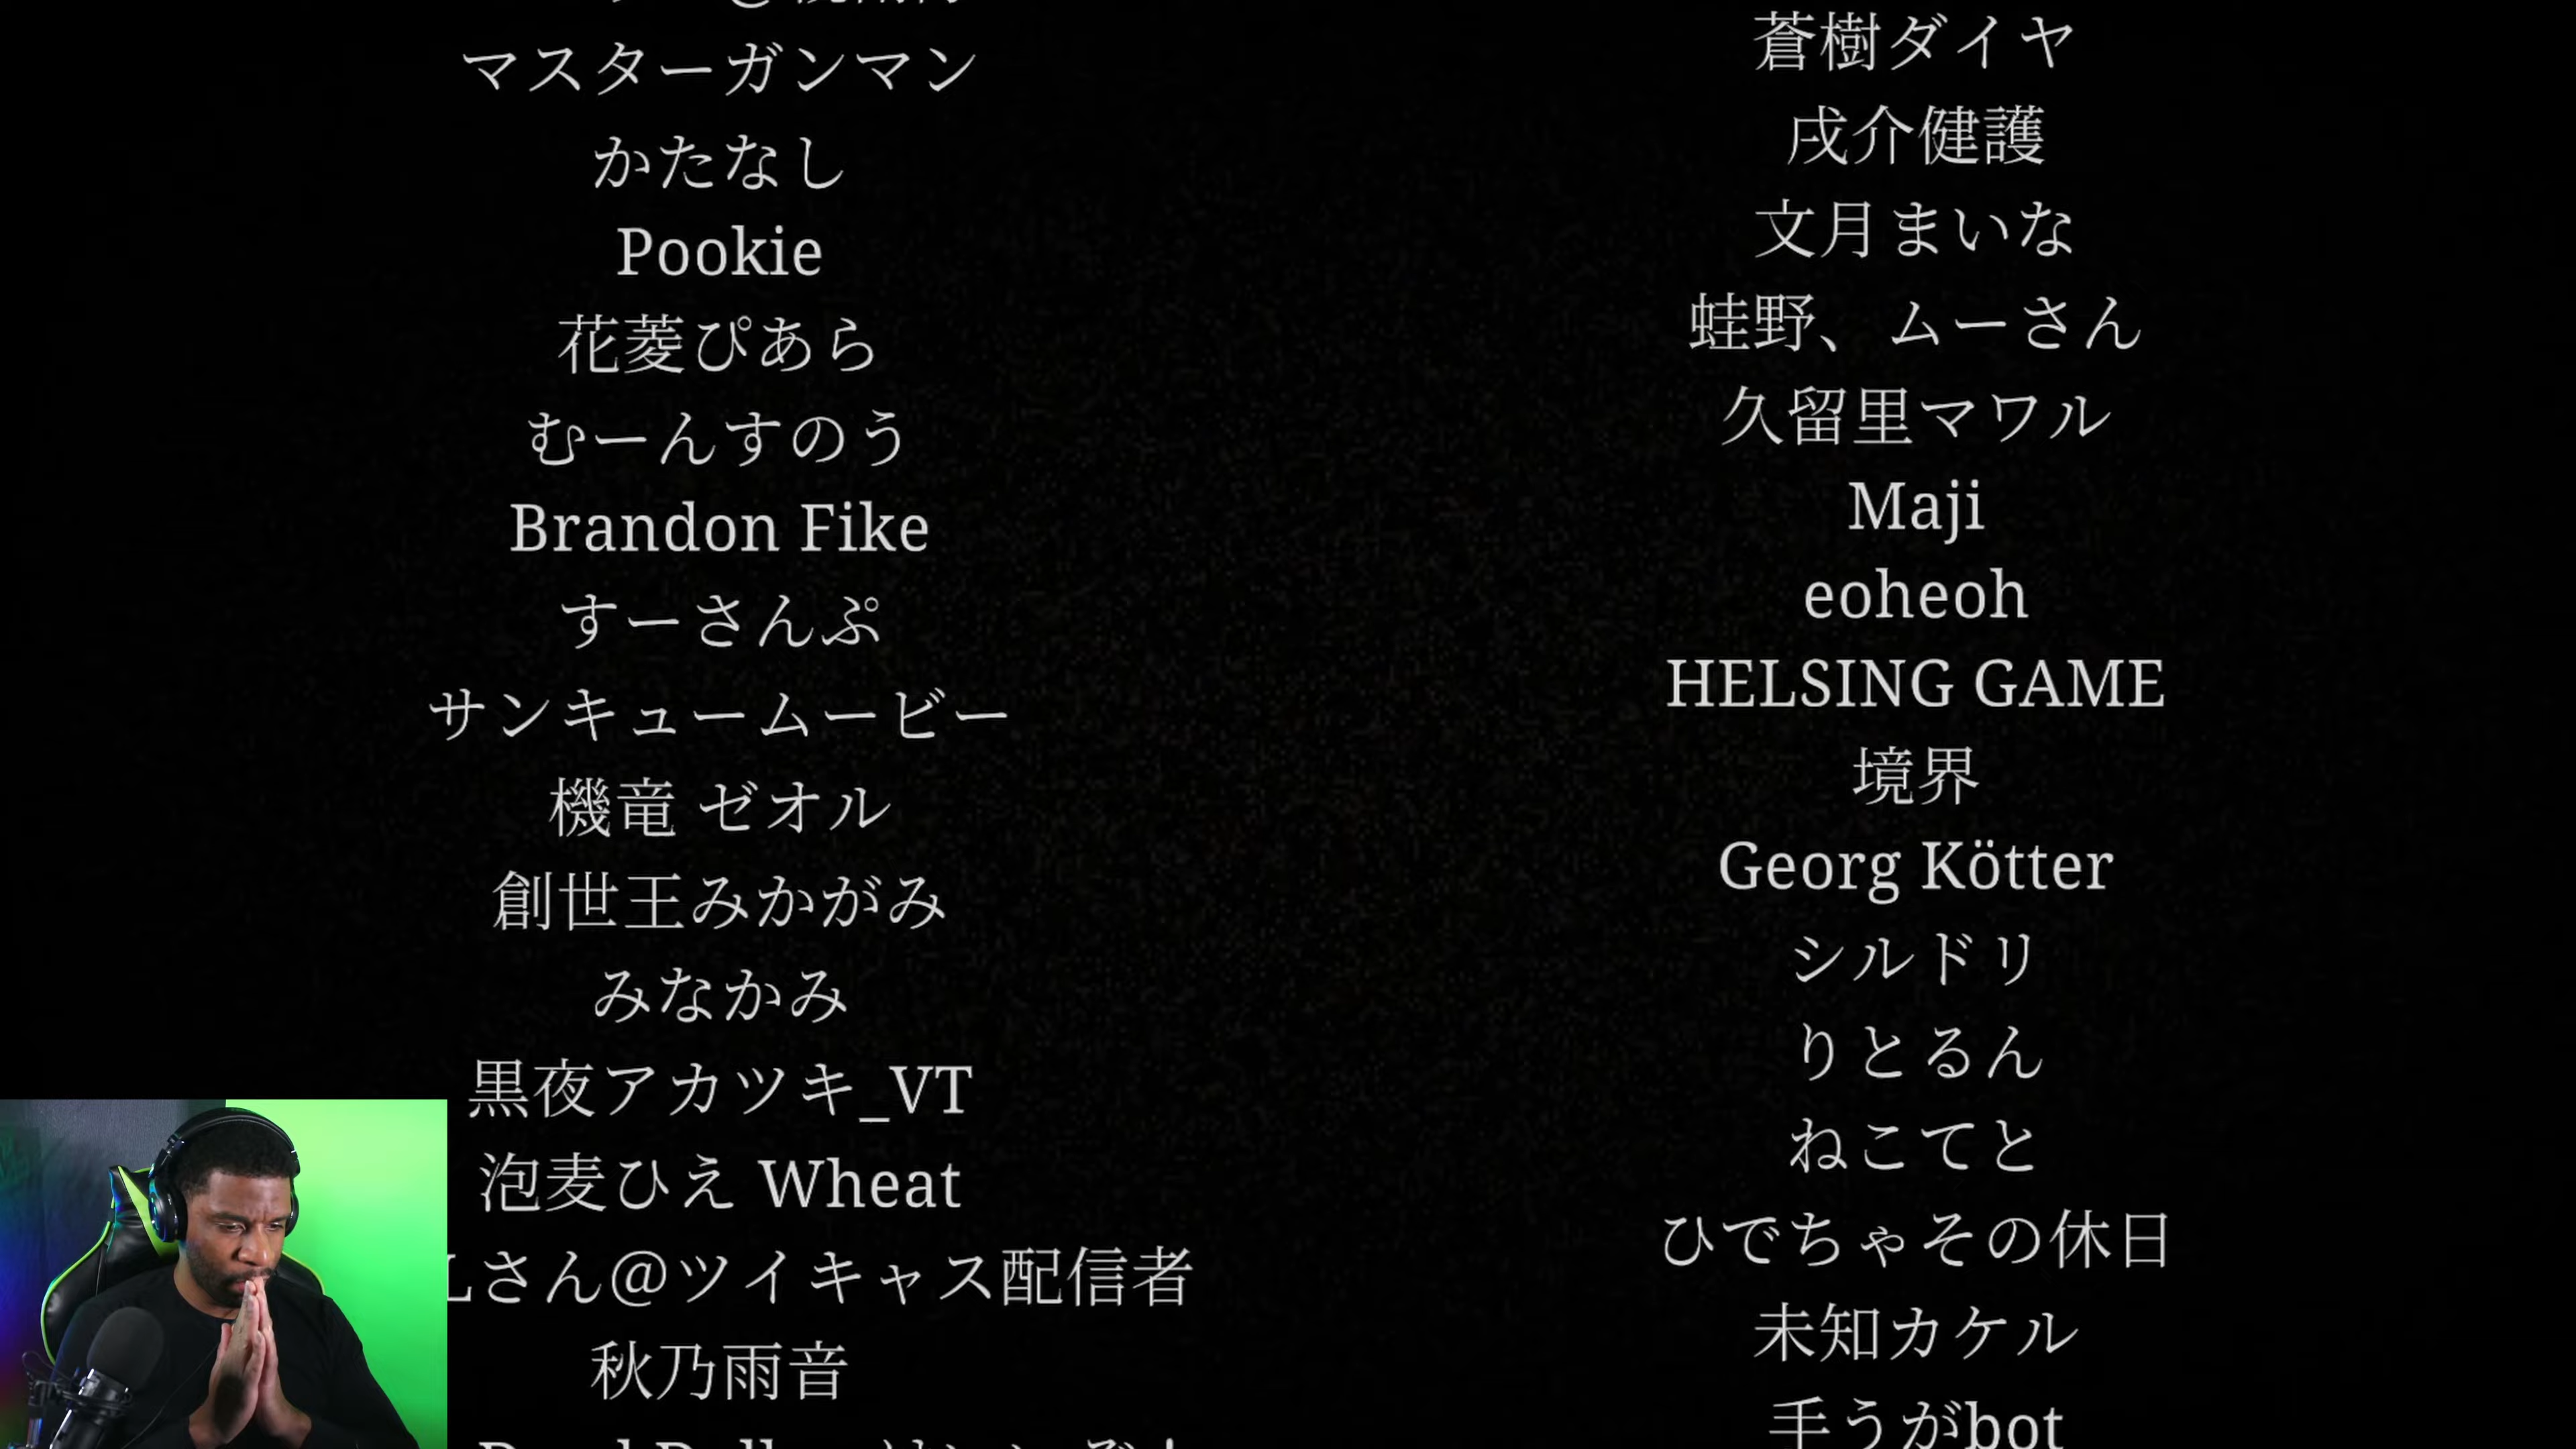 マスターガンマン
かたなし
Pookie
花菱ぴあら
むーんすのう
Brandon Fike
すーさんぷ
サンキュームービー
機竜 ゼオル
創世王みかがみ
みなかみ
黒夜アカツキ_VT
泡麦ひえ Wheat
さん@ツイキャス配信者
秋乃雨音
蒼樹ダイヤ
戌介健護
文月まいな
蛙野、ムーさん
久留里マワル
Maji
eoheoh
HELSING GAME
境界
Georg Kötter
シルドリ
りとるん
ねこてと
ひでちゃその休日
未知カケル
手うがbot